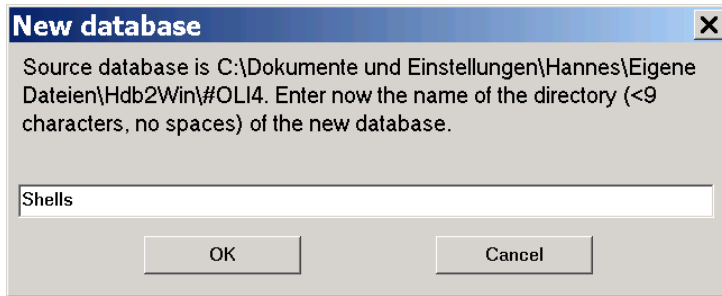 New database
Source database is C:\Dokumente und Einstellungen\Hannes\Eigene
Dateien\Hdb2Win\#OLI4. Enter now the name of the directory (<9
characters, no spaces) of the new database.
Shells
OK Cancel